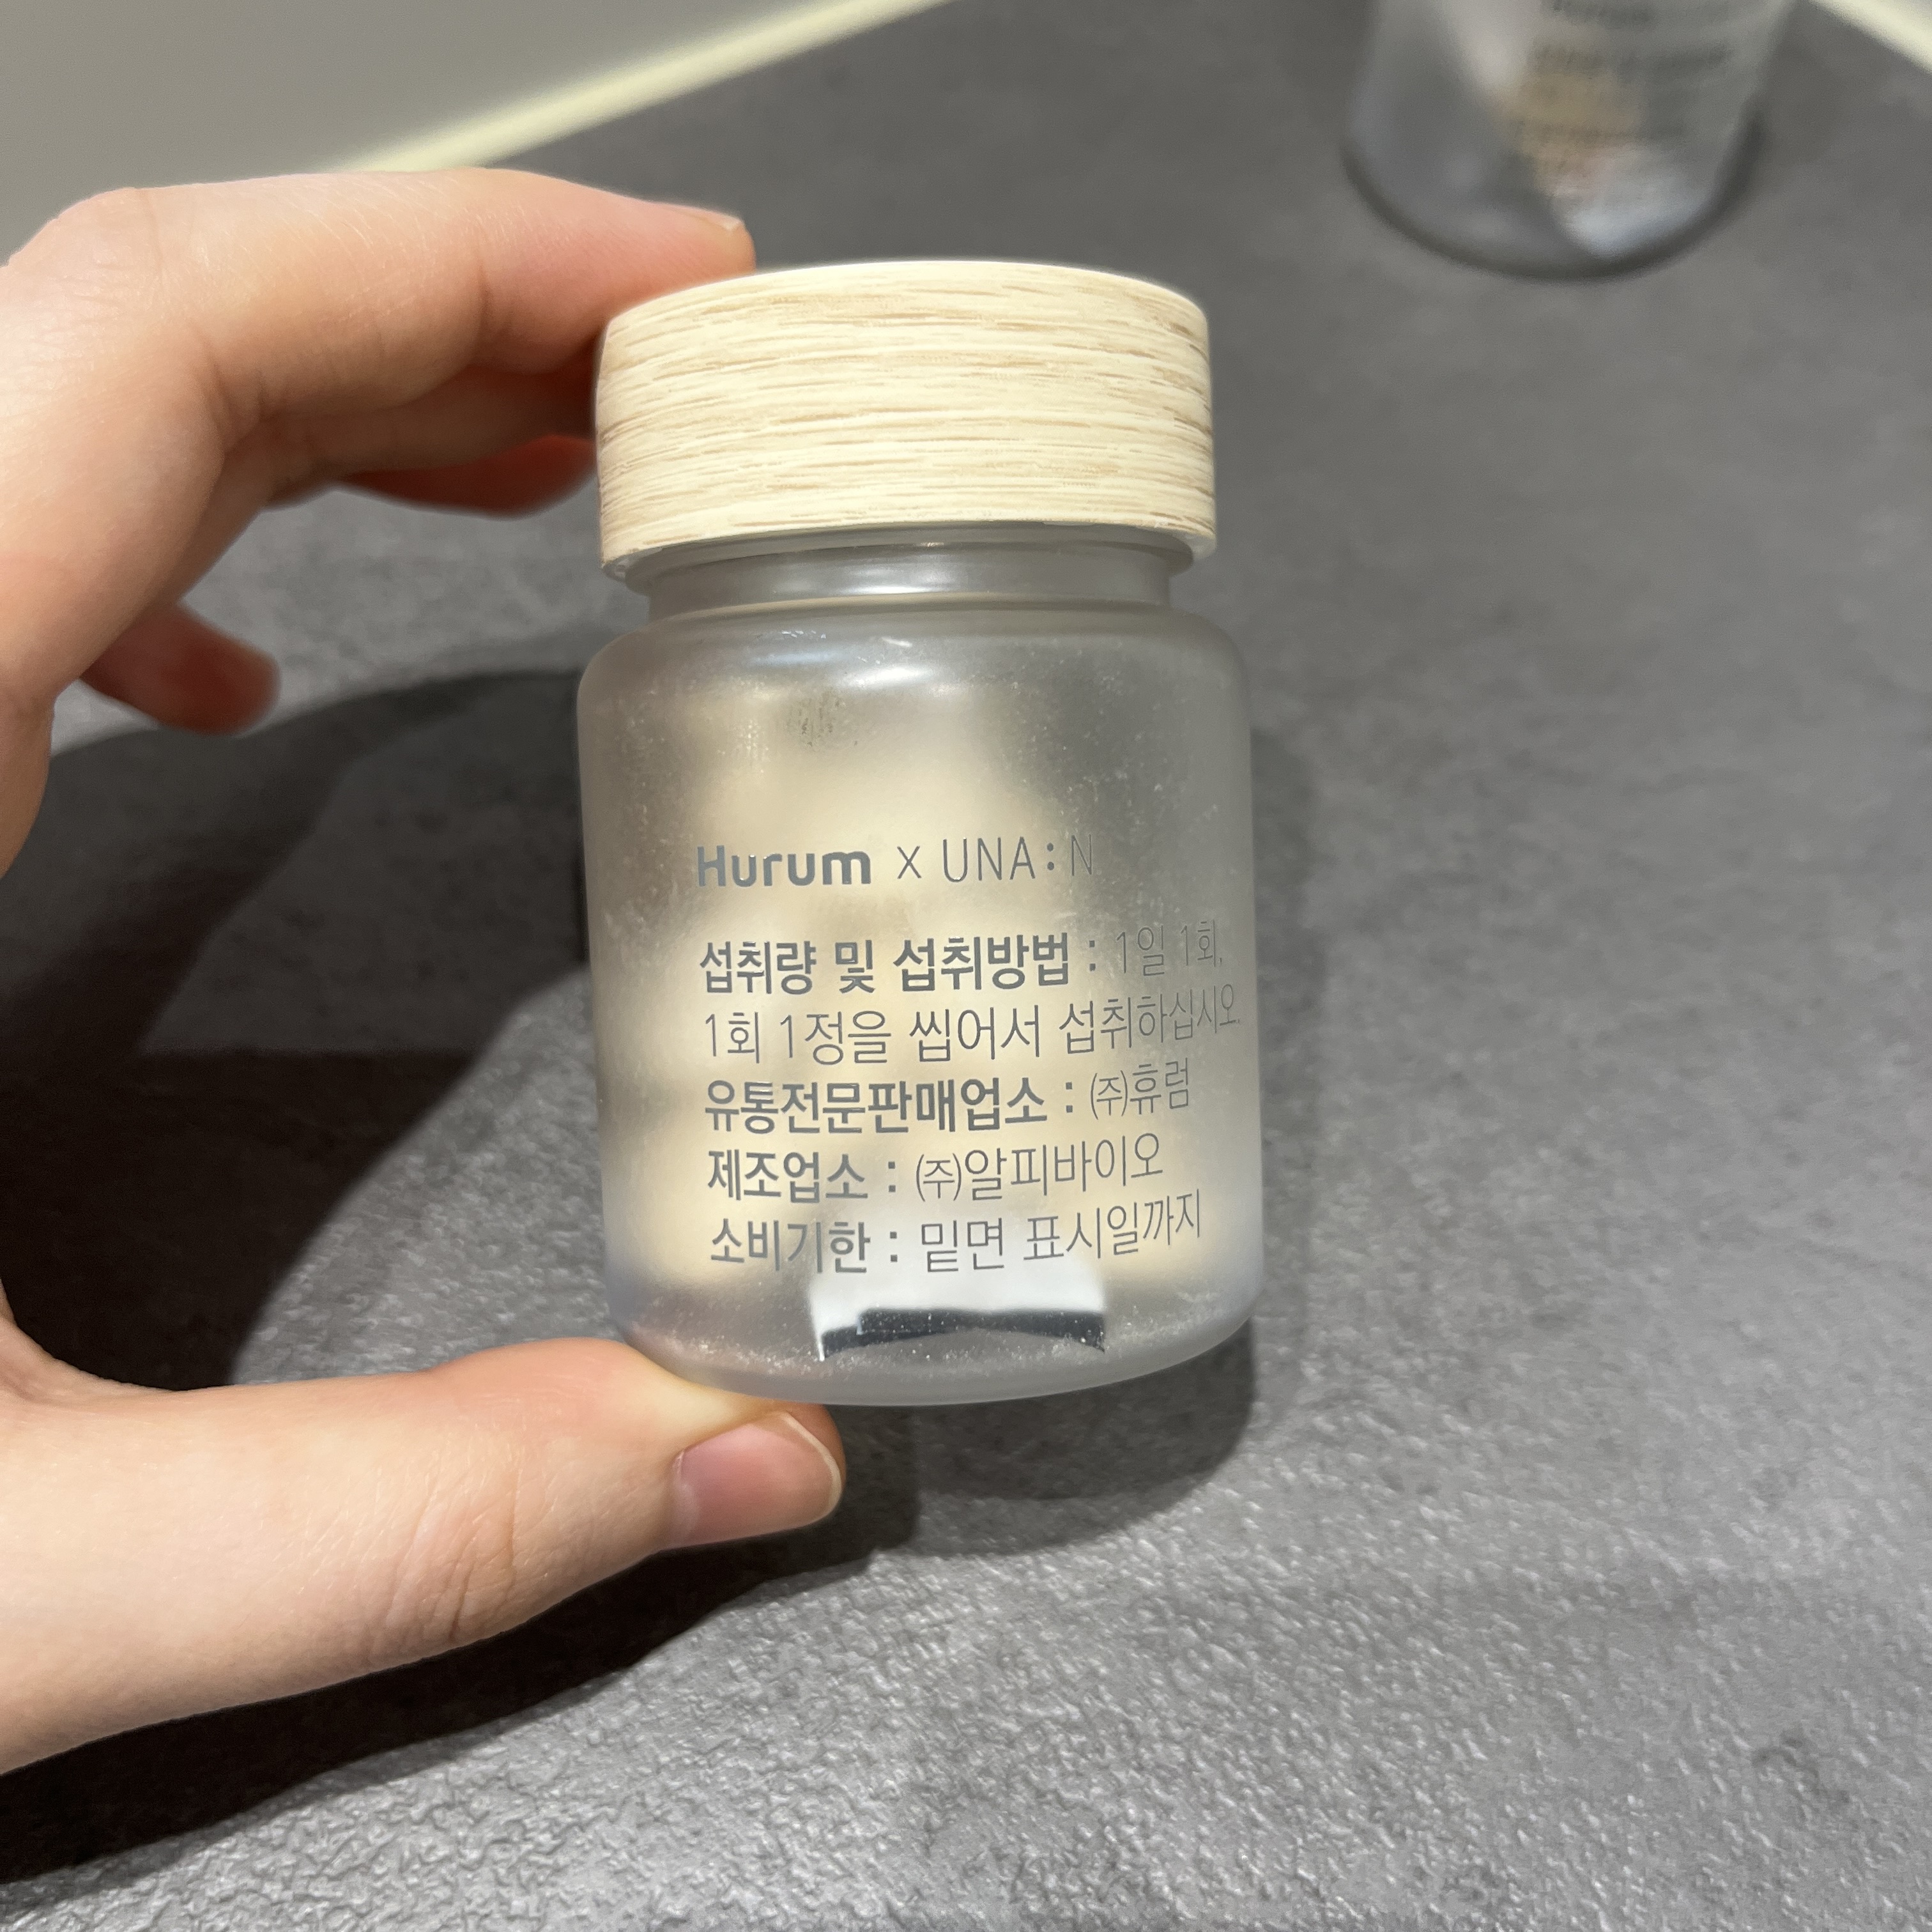 Hurum X UNA:N
섭취량 및 섭취방법 : 1일 1회,
1회 1정을 씹어서 섭취하십시오.
유통전문판매업소 : ㈜휴럼
제조업소 : ㈜알피바이오
소비기한 : 밑면 표시일까지